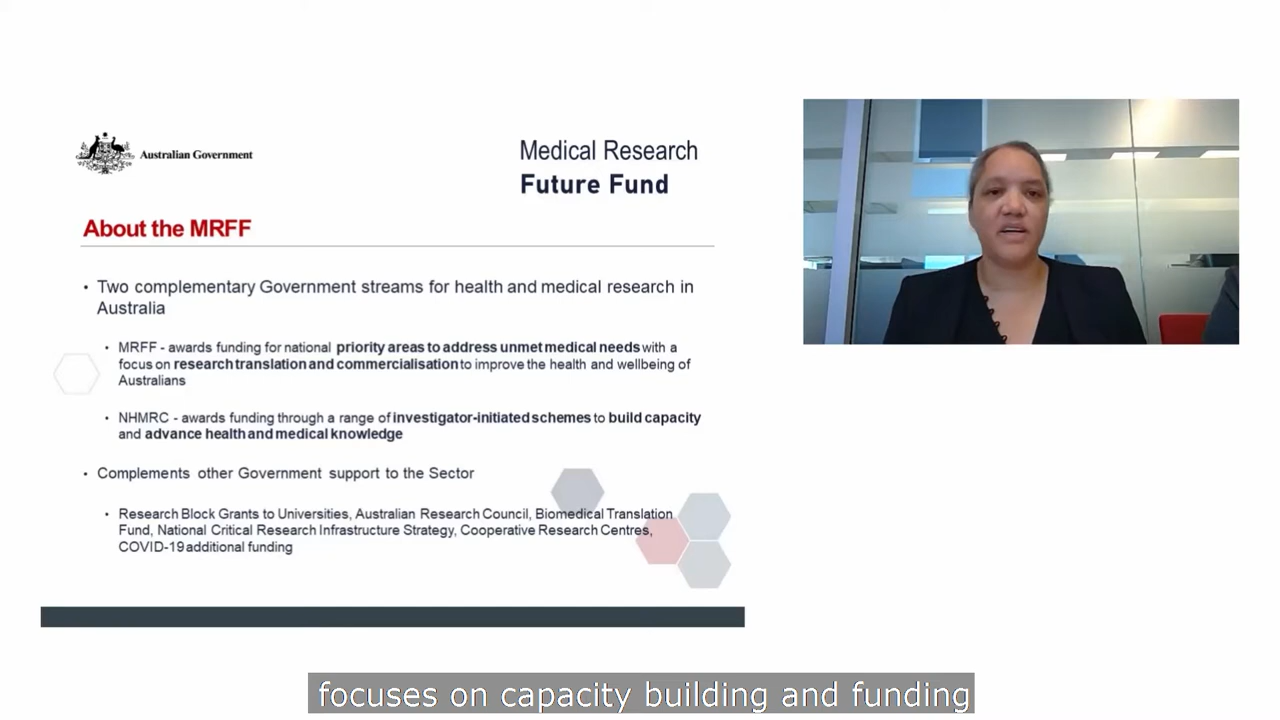 Australian Government
Medical Research
Future Fund
About the MRFF
• Two complementary Government streams for health and medical research in
Australia
• MRFF - awards funding for national priority areas to address unmet medical needs with a
focus on research translation and commercialisation to improve the health and wellbeing of
Australians
• NHMRC - awards funding through a range of investigator-initiated schemes to build capacity
and advance health and medical knowledge
• Complements other Government support to the Sector
• Research Block Grants to Universities, Australian Research Council, Biomedical Translation
Fund, National Critical Research Infrastructure Strategy, Cooperative Research Centres,
COVID-19 additional funding
focuses on capacity building and funding